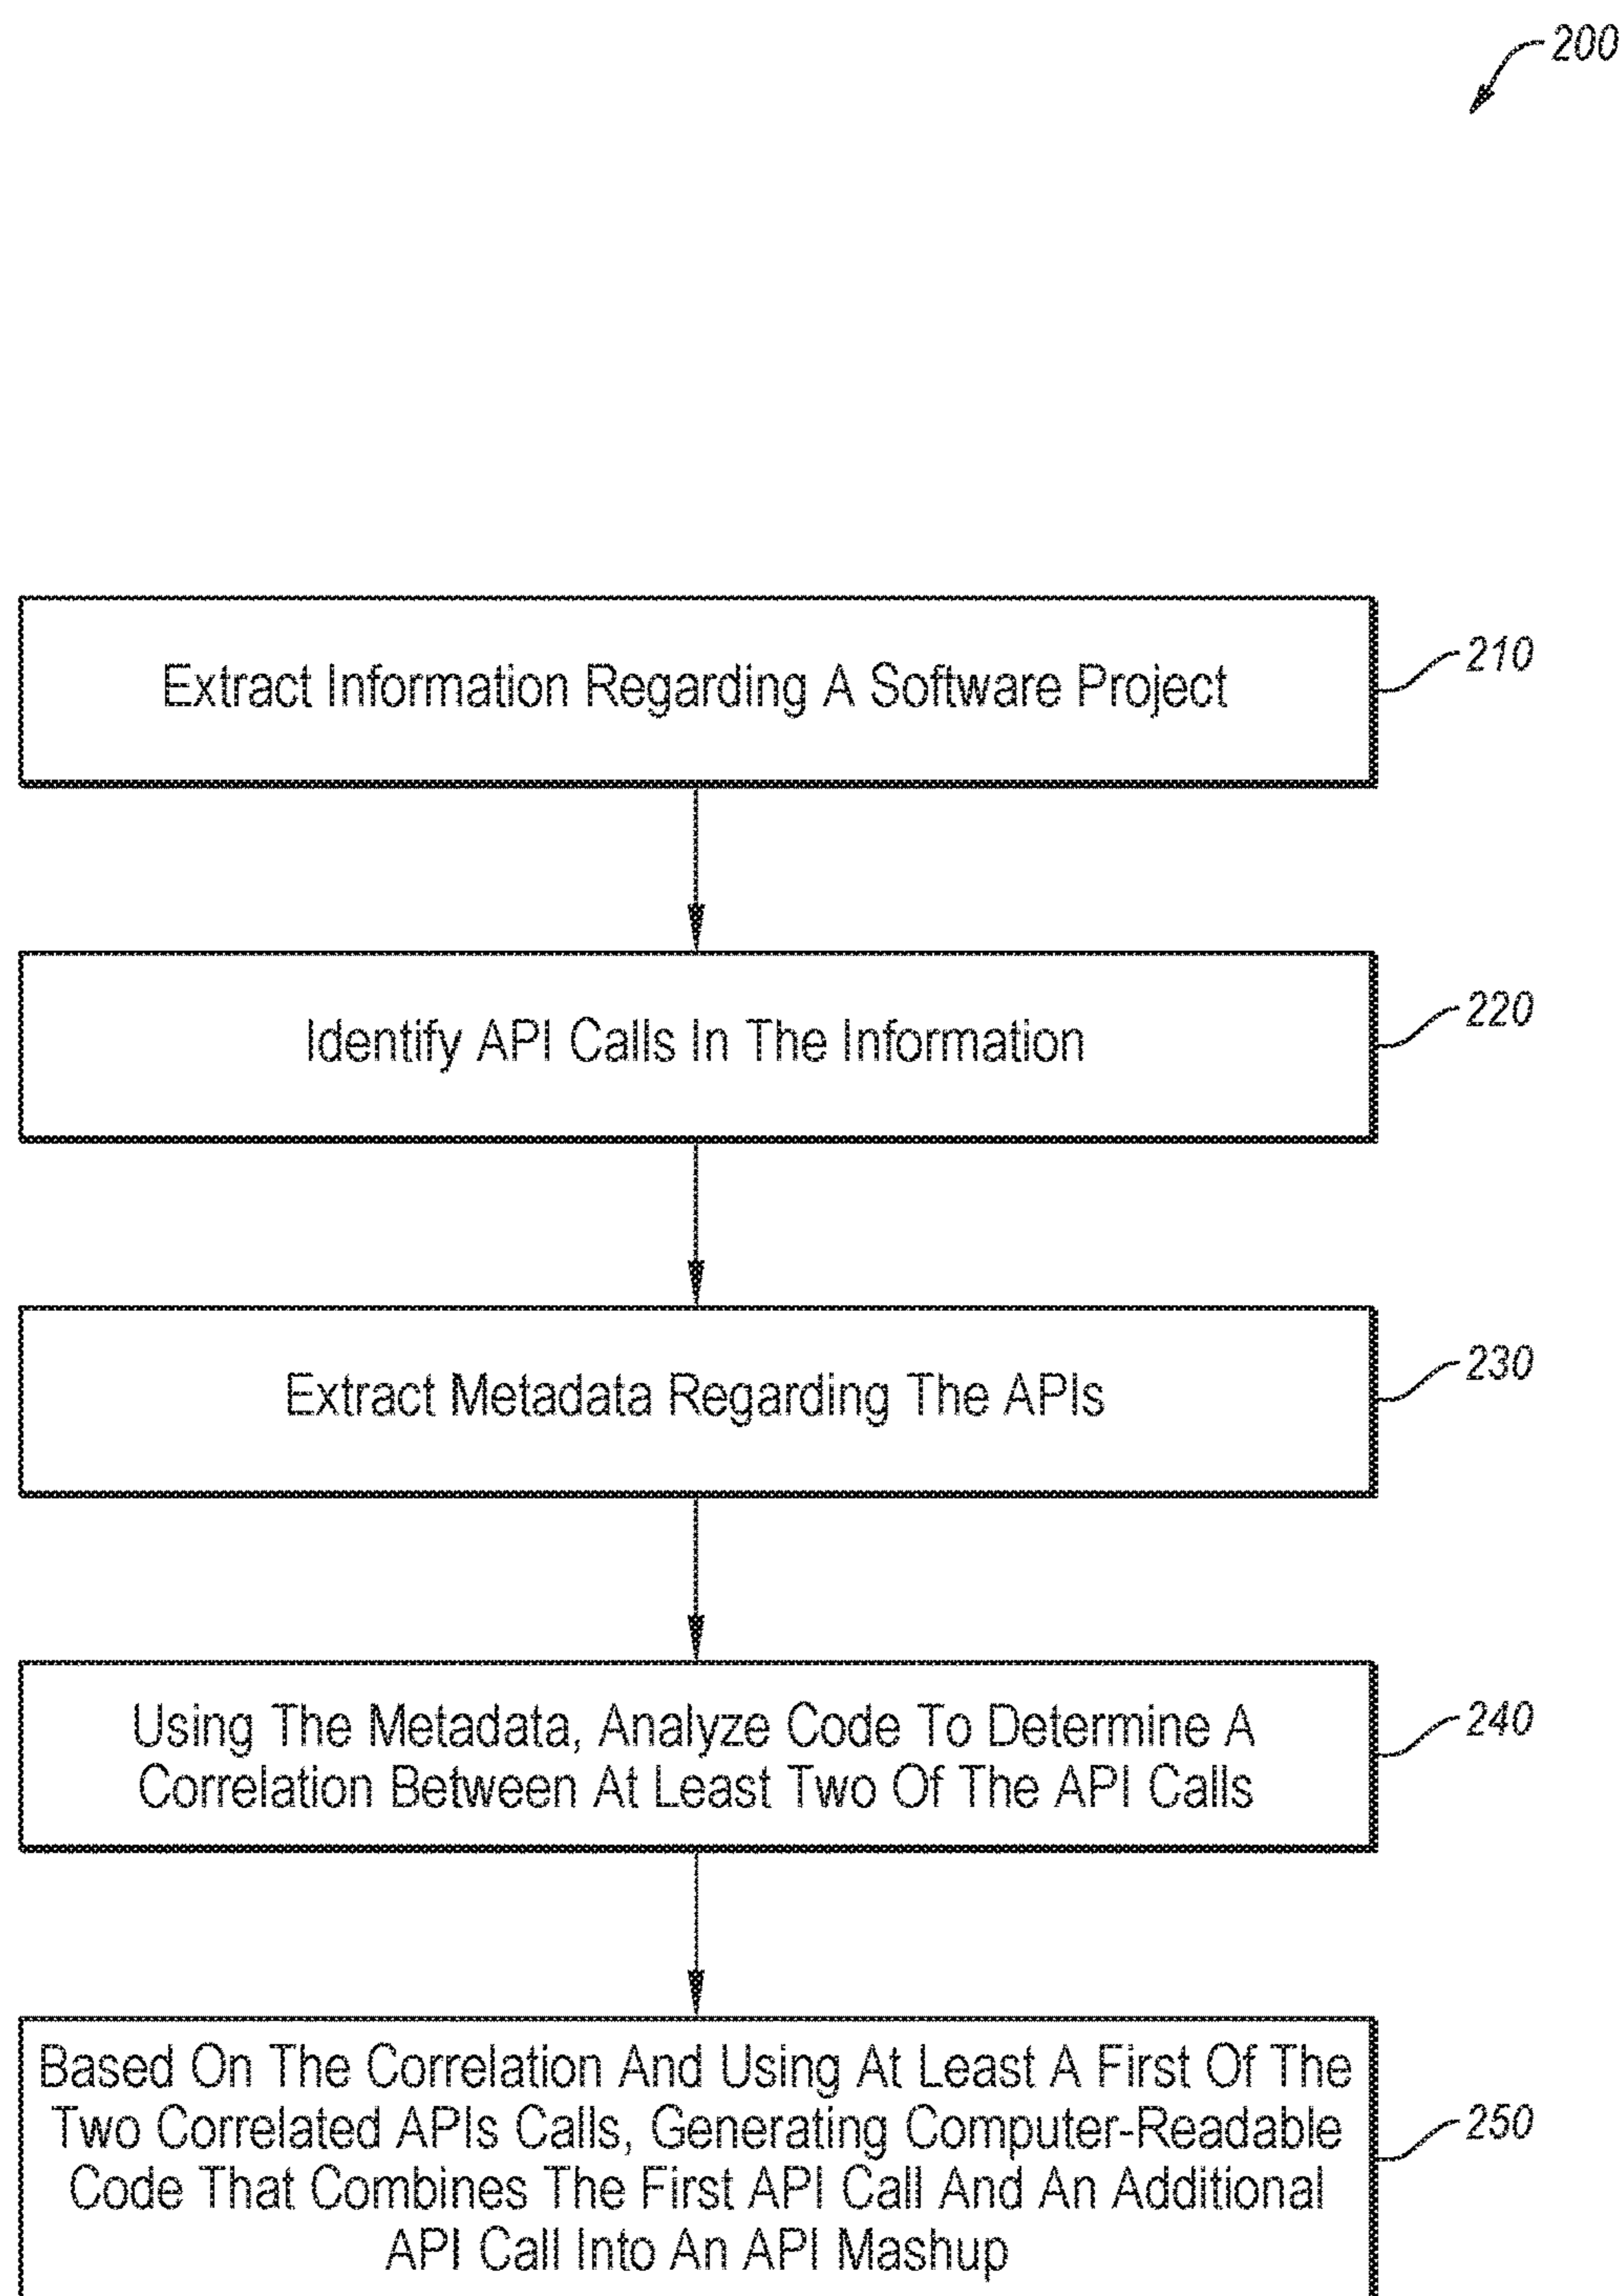 200
Extract Information Regarding A Software Project
210
Identify API Calls In The Information
220
Extract Metadata Regarding The APIs
230
Using The Metadata, Analyze Code To Determine A
Correlation Between At Least Two Of The API Calls
240
Based On The Correlation And Using At Least A First Of The
Two Correlated APIs Calls, Generating Computer-Readable
Code That Combines The First API Call And An Additional
API Call Into An API Mashup
250